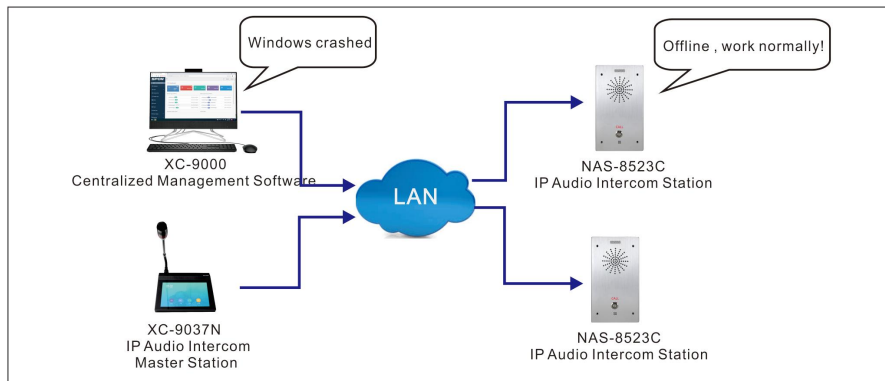 Windows crashed
Offline , work normally!
SPON
XC-9000
Centralized Management Software
LAN
NAS-8523C
IP Audio Intercom Station
XC-9037N
IP Audio Intercom
Master Station
NAS-8523C
IP Audio Intercom Station